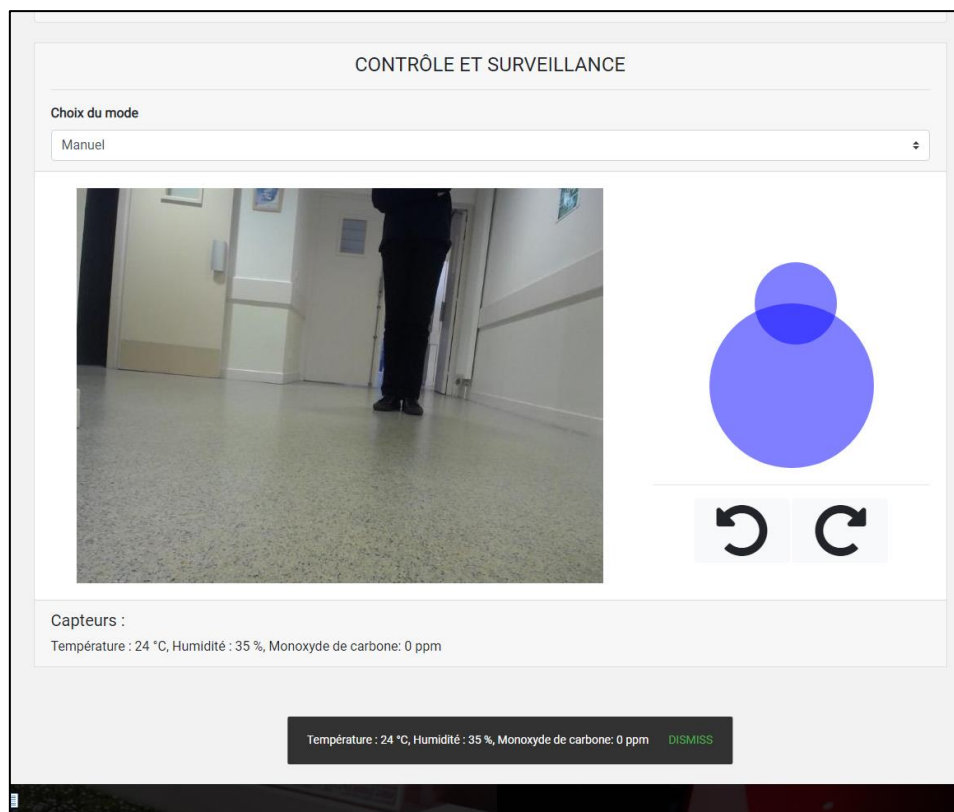 CONTRÔLE ET SURVEILLANCE
Choix du mode
Manuel
Capteurs :
Température : 24 °C, Humidité : 35 %, Monoxyde de carbone: 0 ppm
Température : 24 °C, Humidité : 35 %, Monoxyde de carbone: 0 ppm DISMISS